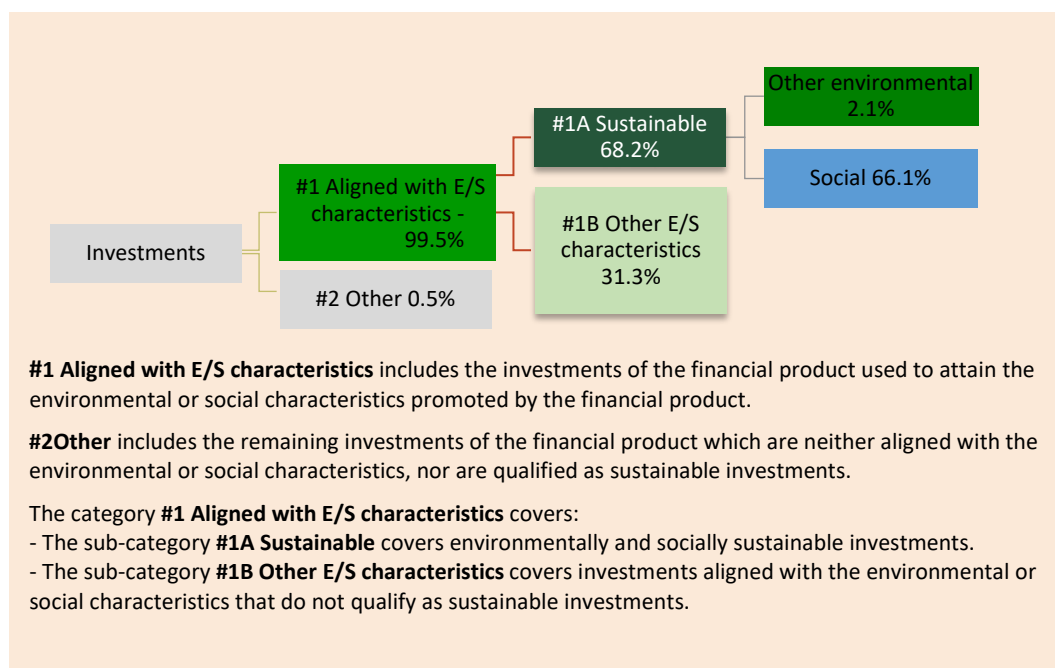 Other environmental
2.1%
#1A Sustainable
68.2%
Social 66.1%
#1 Aligned with E/S
characteristics -
99.5%
#1B Other E/S
characteristics
31.3%
Investments
#2 Other 0.5%
#1 Aligned with E/S characteristics includes the investments of the financial product used to attain the
environmental or social characteristics promoted by the financial product.
#2Other includes the remaining investments of the financial product which are neither aligned with the
environmental or social characteristics, nor are qualified as sustainable investments.
The category #1 Aligned with E/S characteristics covers:
- The sub-category #1A Sustainable covers environmentally and socially sustainable investments.
- The sub-category #1B Other E/S characteristics covers investments aligned with the environmental or
social characteristics that do not qualify as sustainable investments.